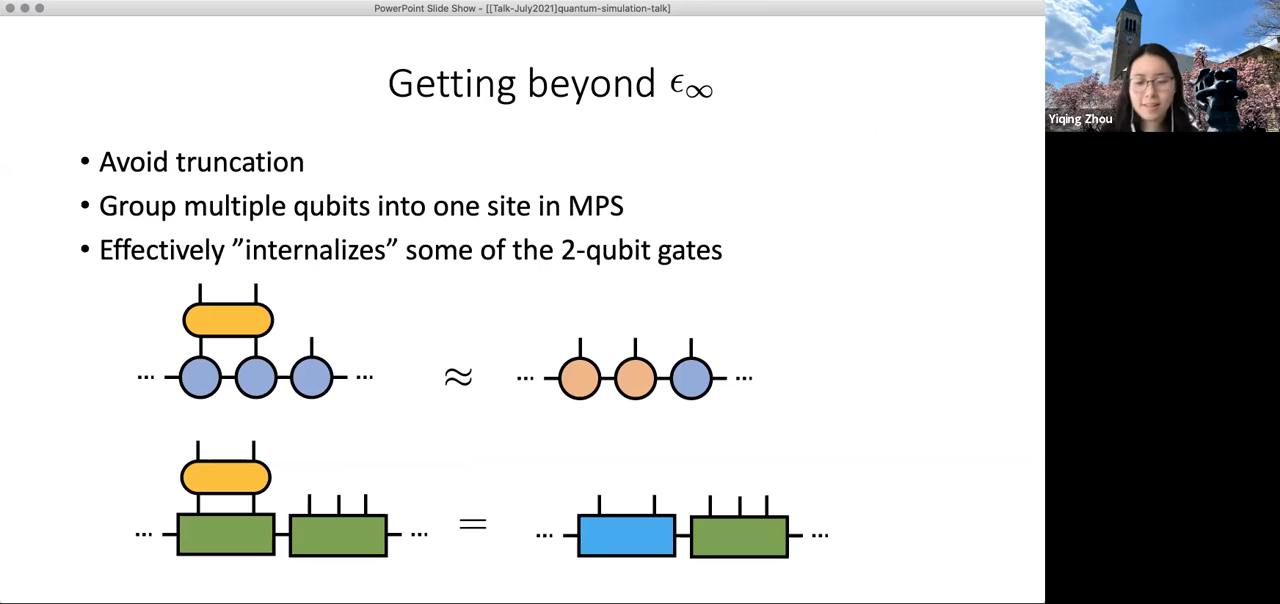 PowerPoint Slide Show - [[Talk-July2021]quantum-simulation-talk]
Getting beyond ϵ∞
• Avoid truncation
• Group multiple qubits into one site in MPS
• Effectively ”internalizes” some of the 2-qubit gates
... ... ≈ ... ...
... ... = ... ...
Yiqing Zhou